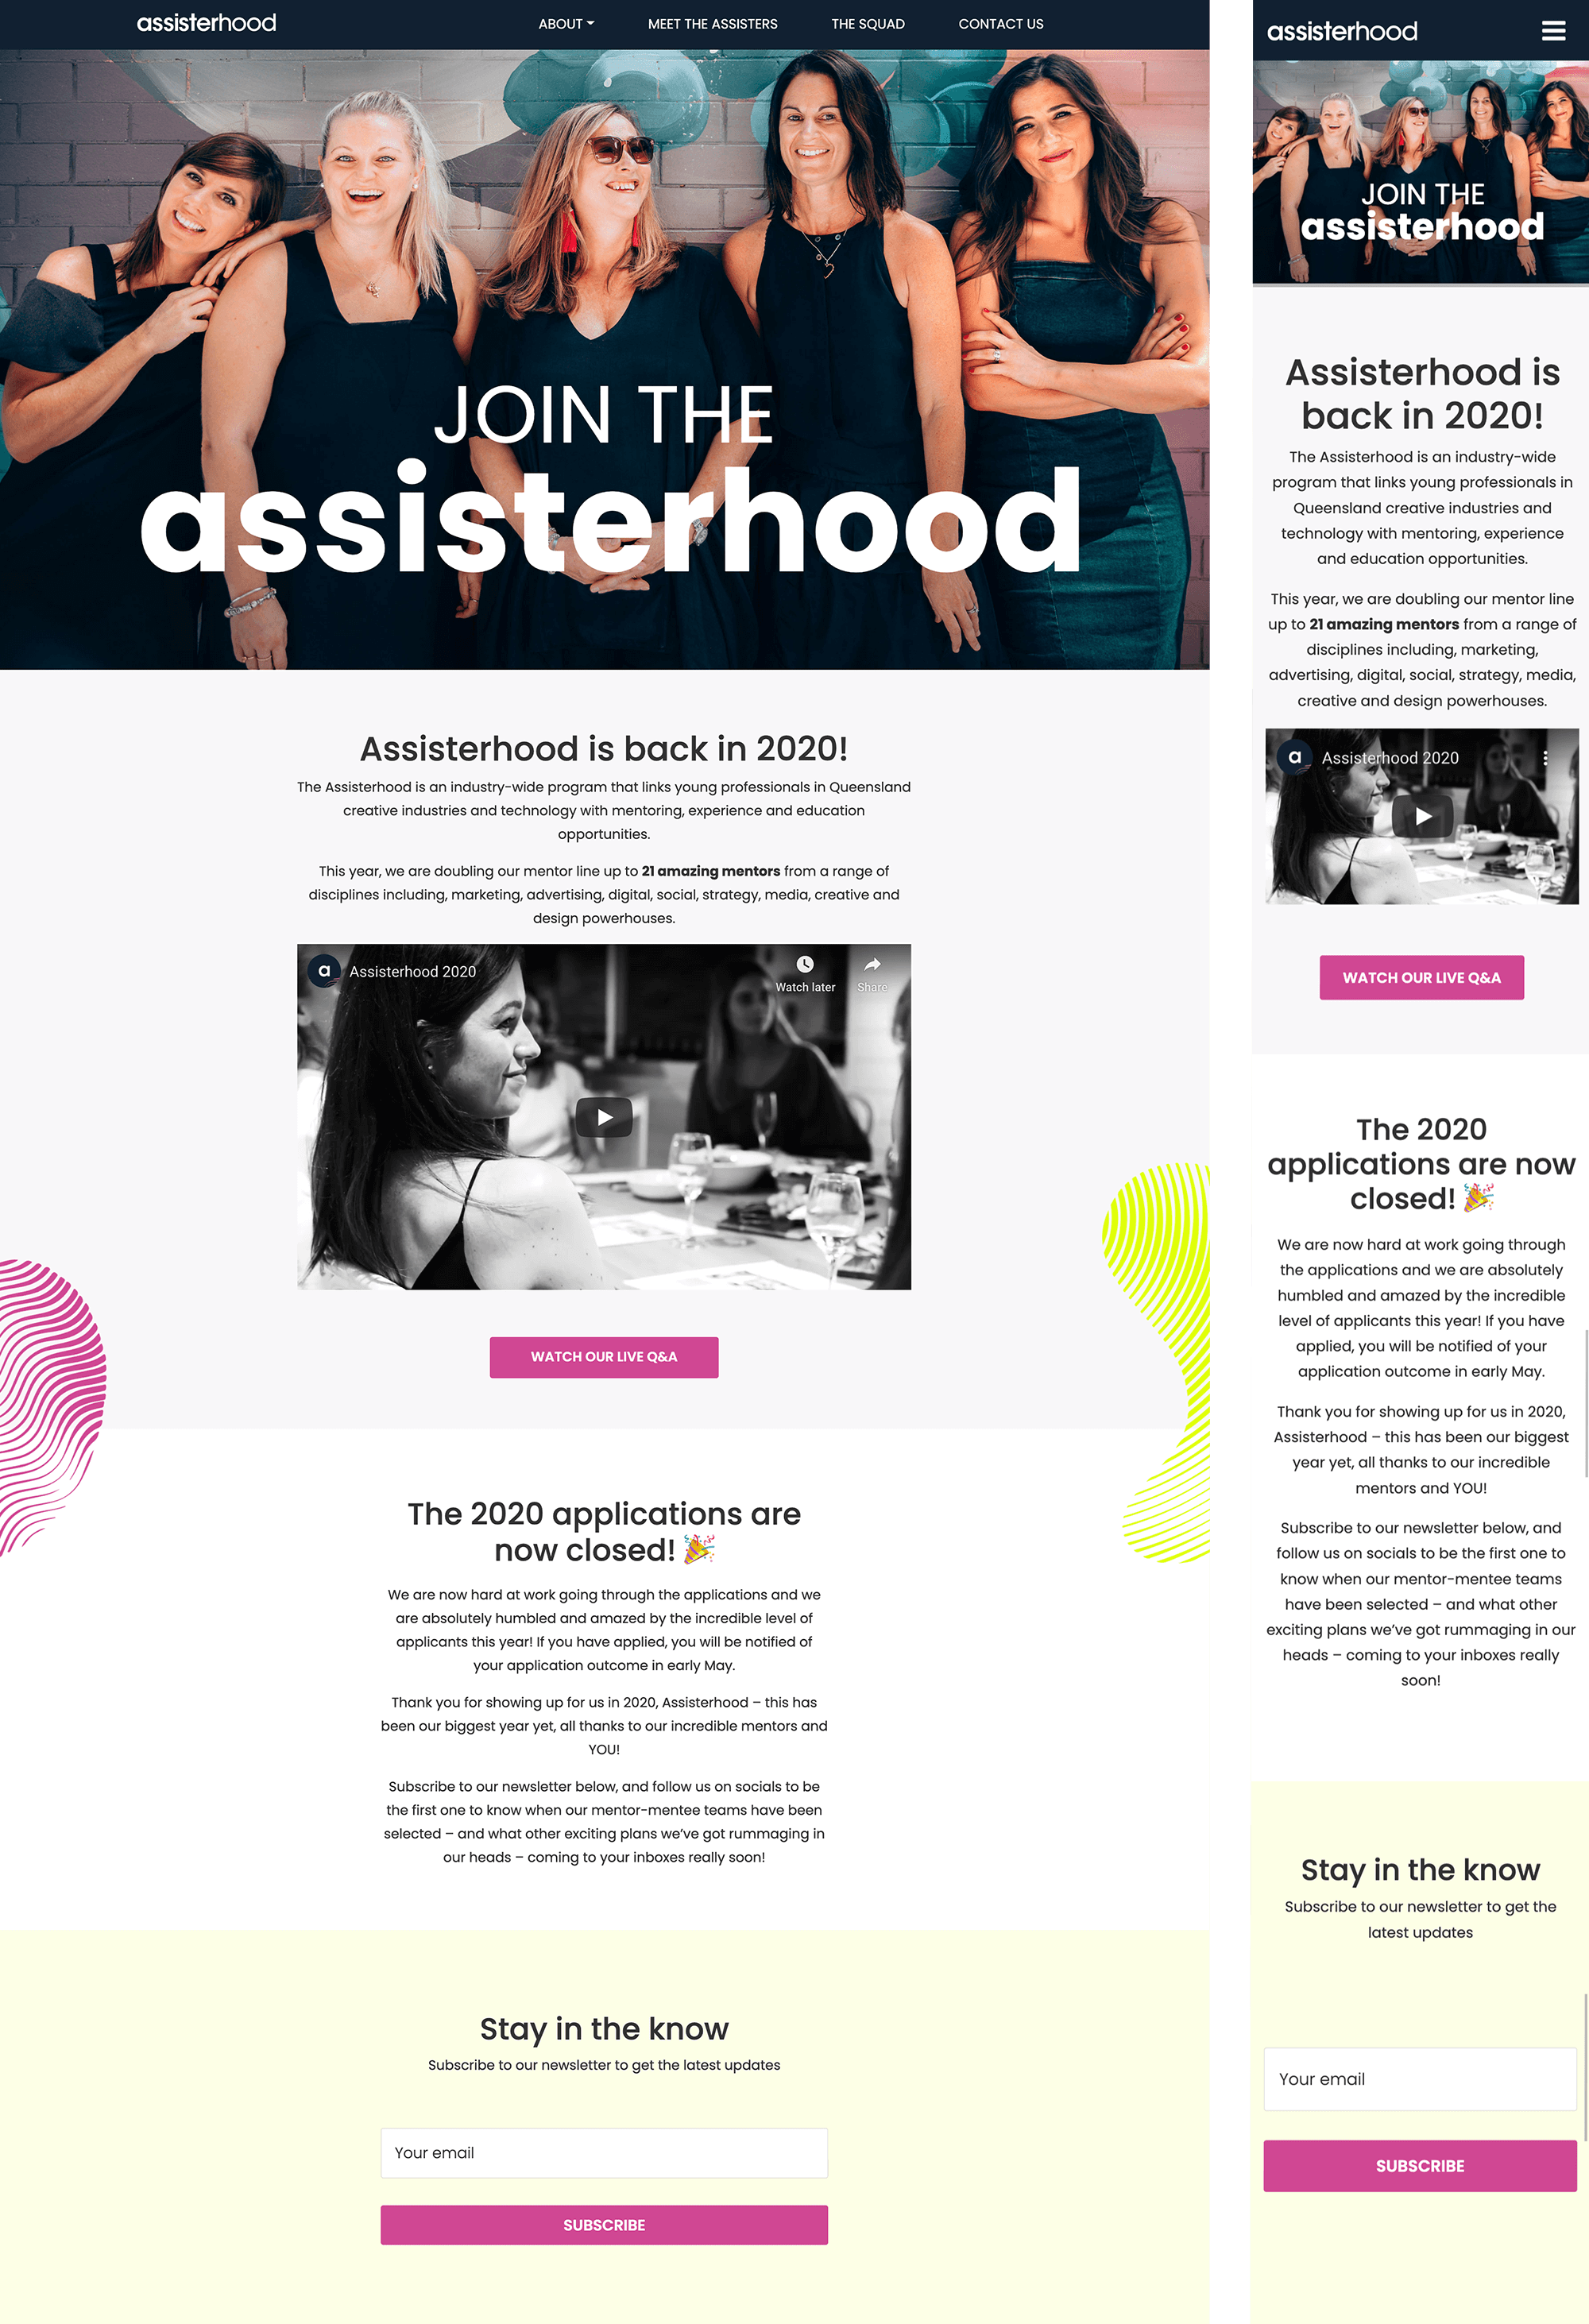 assisterhood
ABOUT
MEET THE ASSISTERS
THE SQUAD
CONTACT US
JOIN THE
assisterhood
Assisterhood is back in 2020!
The Assisterhood is an industry-wide program that links young professionals in Queensland
creative industries and technology with mentoring, experience and education
opportunities.
This year, we are doubling our mentor line up to 21 amazing mentors from a range of
disciplines including, marketing, advertising, digital, social, strategy, media, creative and
design powerhouses.
a
Assisterhood 2020
Watch later
Share
WATCH OUR LIVE Q&A
The 2020 applications are
now closed! 🎉
We are now hard at work going through the applications and we
are absolutely humbled and amazed by the incredible level of
applicants this year! If you have applied, you will be notified of
your application outcome in early May.
Thank you for showing up for us in 2020, Assisterhood – this has
been our biggest year yet, all thanks to our incredible mentors and
YOU!
Subscribe to our newsletter below, and follow us on socials to be
the first one to know when our mentor-mentee teams have been
selected – and what other exciting plans we've got rummaging in
our heads – coming to your inboxes really soon!
Stay in the know
Subscribe to our newsletter to get the latest updates
Your email
SUBSCRIBE
assisterhood
JOIN THE
assisterhood
Assisterhood is
back in 2020!
The Assisterhood is an industry-wide
program that links young professionals in
Queensland creative industries and
technology with mentoring, experience
and education opportunities.
This year, we are doubling our mentor line
up to 21 amazing mentors from a range of
disciplines including, marketing,
advertising, digital, social, strategy, media,
creative and design powerhouses.
a
Assisterhood 2020
WATCH OUR LIVE Q&A
The 2020
applications are now
closed! 🎉
We are now hard at work going through
the applications and we are absolutely
humbled and amazed by the incredible
level of applicants this year! If you have
applied, you will be notified of your
application outcome in early May.
Thank you for showing up for us in 2020,
Assisterhood – this has been our biggest
year yet, all thanks to our incredible
mentors and YOU!
Subscribe to our newsletter below, and
follow us on socials to be the first one to
know when our mentor-mentee teams
have been selected – and what other
exciting plans we've got rummaging in our
heads – coming to your inboxes really
soon!
Stay in the know
Subscribe to our newsletter to get the
latest updates
Your email
SUBSCRIBE